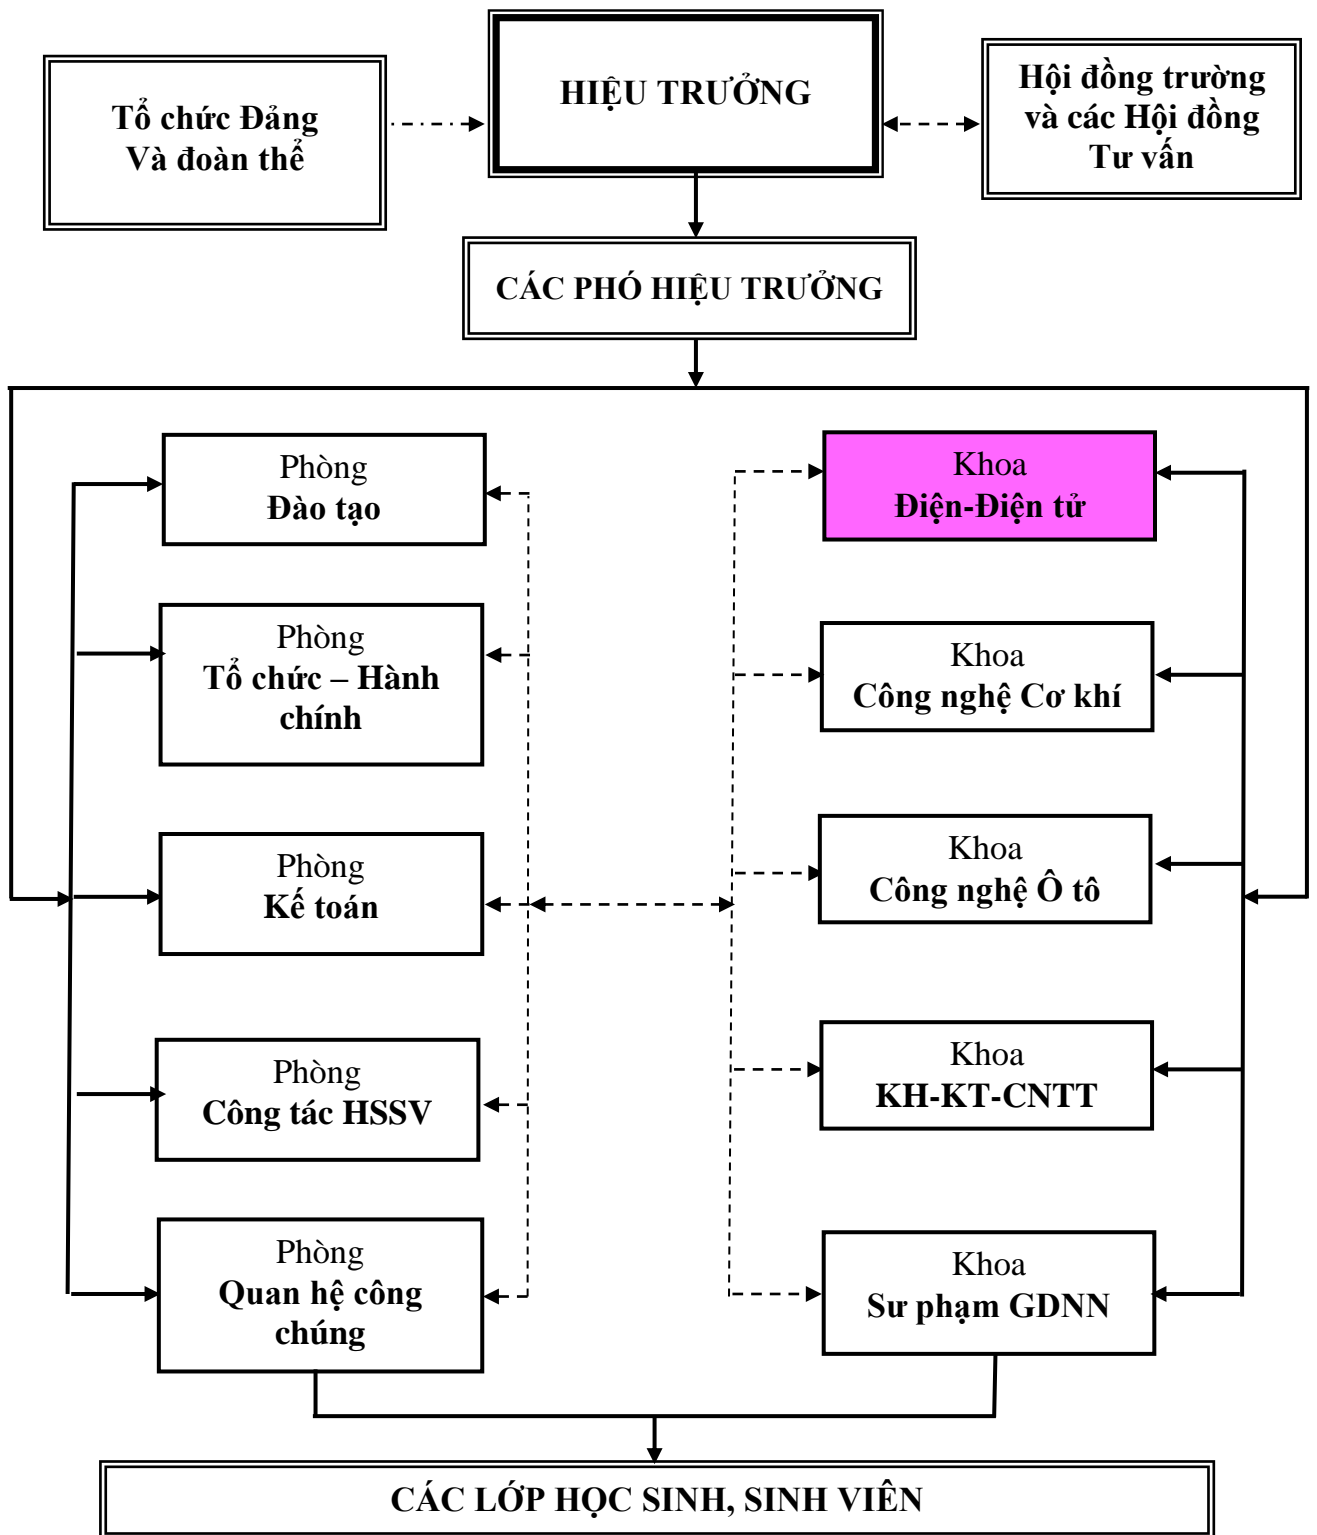 HIỆU TRƯỞNG
Tổ chức Đảng
Và đoàn thể
Hội đồng trường
và các Hội đồng
Tư vấn
CÁC PHÓ HIỆU TRƯỞNG
Phòng
Đào tạo
Phòng
Tổ chức – Hành
chính
Phòng
Kế toán
Phòng
Công tác HSSV
Phòng
Quan hệ công
chúng
Khoa
Điện-Điện tử
Khoa
Công nghệ Cơ khí
Khoa
Công nghệ Ô tô
Khoa
KH-KT-CNTT
Khoa
Sư phạm GDNN
CÁC LỚP HỌC SINH, SINH VIÊN